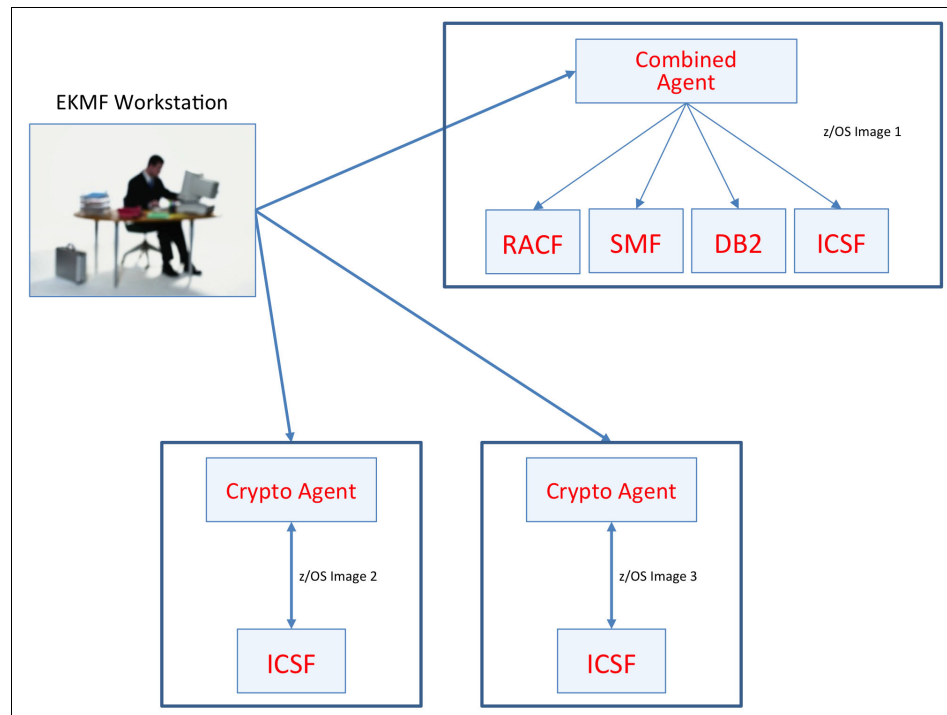 EKMF Workstation
Combined
Agent
z/OS Image 1
RACF
SMF
DB2
ICSF
Crypto Agent
z/OS Image 2
ICSF
Crypto Agent
z/OS Image 3
ICSF